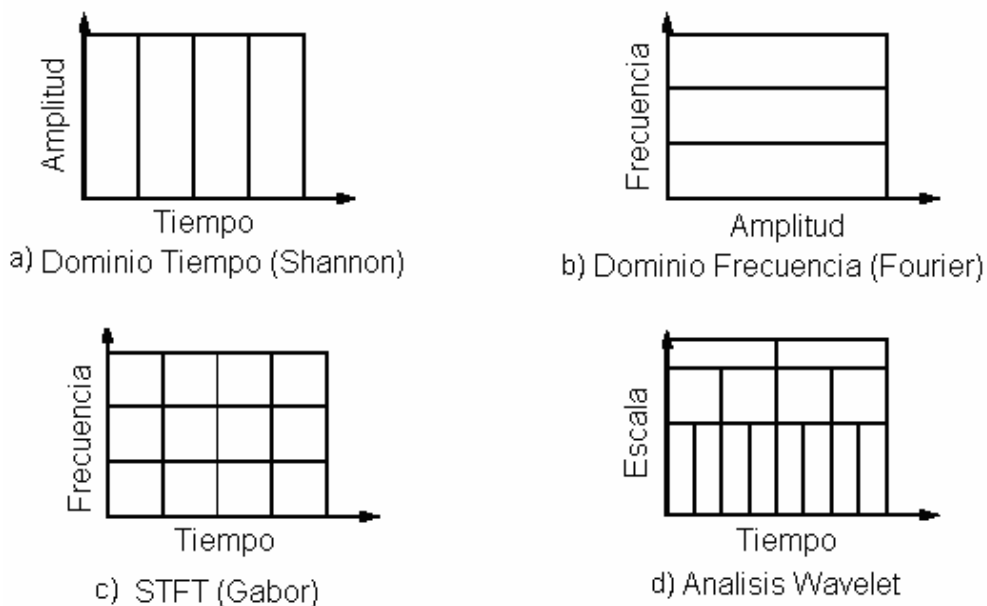 Amplitud
Tiempo
a) Dominio Tiempo (Shannon)
Frecuencia
Amplitud
b) Dominio Frecuencia (Fourier)
Frecuencia
Tiempo
c) STFT (Gabor)
Escala
Tiempo
d) Analisis Wavelet